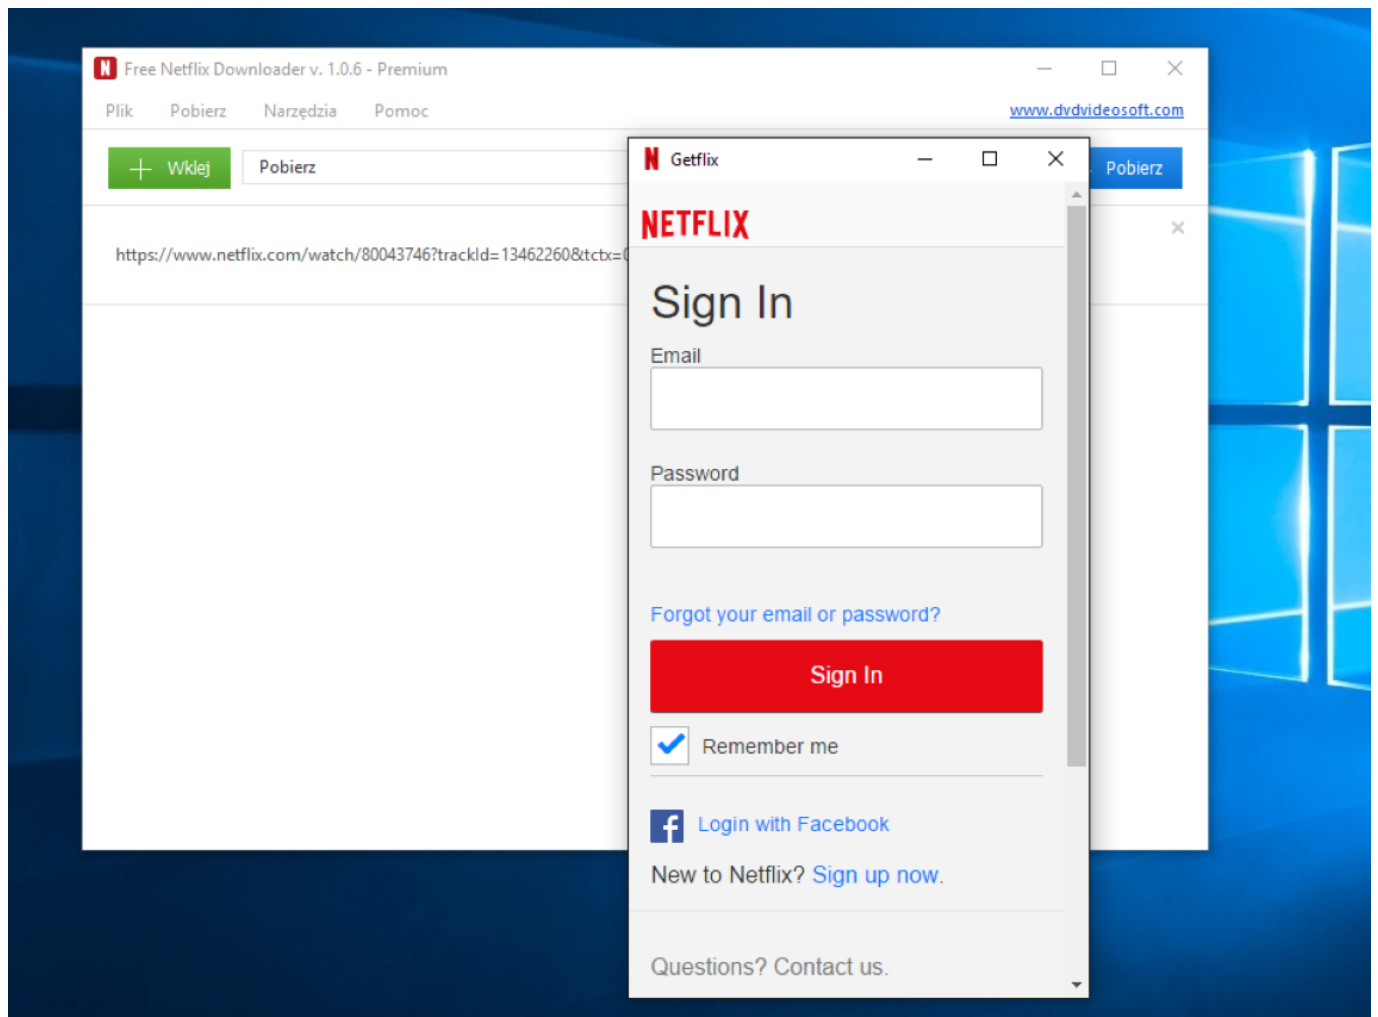 Free Netflix Downloader v. 1.0.6 - Premium
Plik Pobierz Narzędzia Pomoc www.dvdvideosoft.com
Wklej Pobierz Pobierz
https://www.netflix.com/watch/80043746?trackId=13462260&tctx=
Getflix
NETFLIX
Sign In
Email
Password
Forgot your email or password?
Sign In
Remember me
Login with Facebook
New to Netflix? Sign up now.
Questions? Contact us.